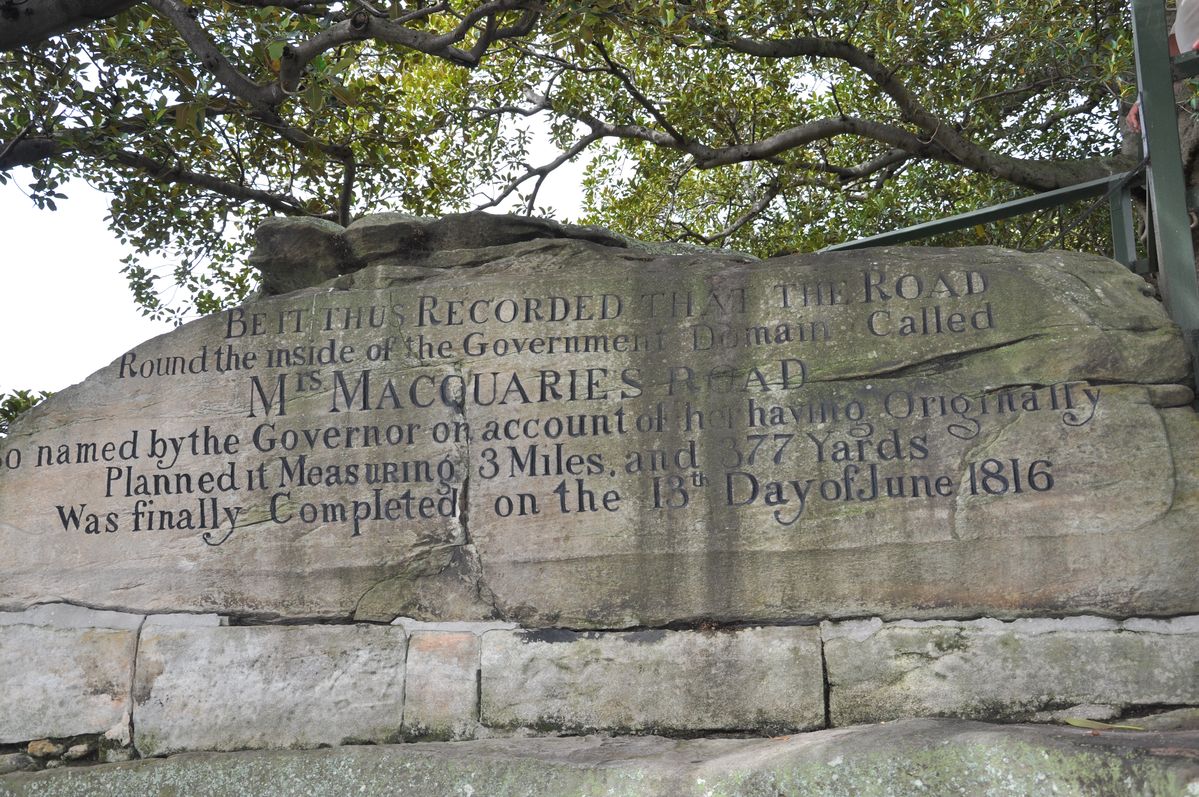 BE IT THUS RECORDED THAT THE ROAD
Round the inside of the Government Domain Called
Mrs MACQUARIES ROAD
So named by the Governor on account of her having Originally
Planned it Measuring 3 Miles, and 377 Yards
Was finally Completed on the 13th Day of June 1816